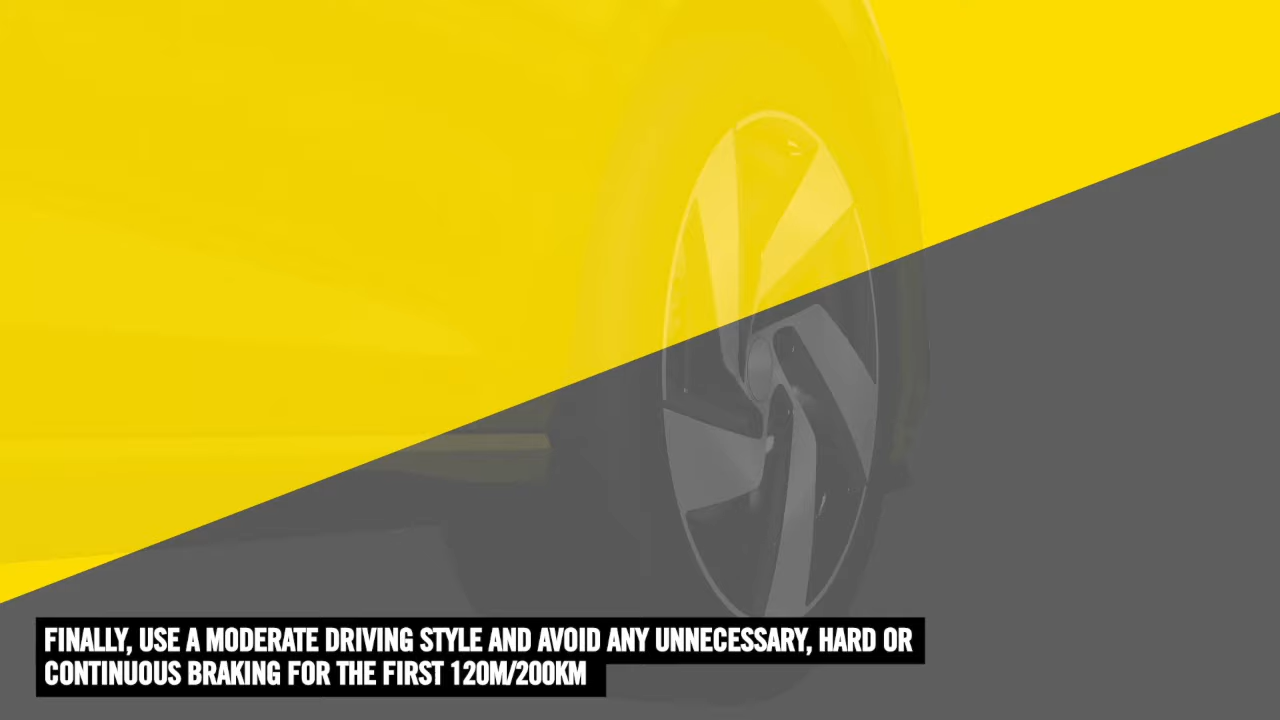 FINALLY, USE A MODERATE DRIVING STYLE AND AVOID ANY UNNECESSARY, HARD OR
CONTINUOUS BRAKING FOR THE FIRST 120M/200KM